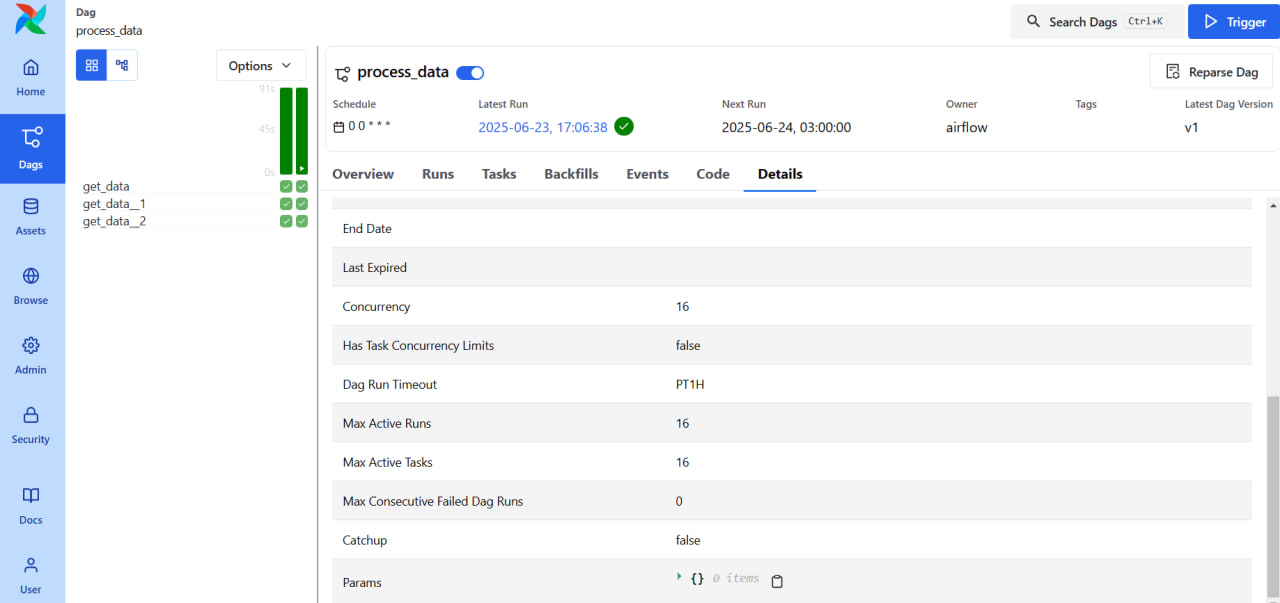 Dag
process_data
Search Dags Ctrl+K
Trigger
Home
Dags
Assets
Browse
Admin
Security
Docs
User
Options
91s
45s
0s
get_data
get_data__1
get_data__2
process_data
Reparse Dag
Schedule Latest Run Next Run Owner Tags Latest Dag Version
0 0 * * * 2025-06-23, 17:06:38 2025-06-24, 03:00:00 airflow v1
Overview Runs Tasks Backfills Events Code Details
End Date
Last Expired
Concurrency 16
Has Task Concurrency Limits false
Dag Run Timeout PT1H
Max Active Runs 16
Max Active Tasks 16
Max Consecutive Failed Dag Runs 0
Catchup false
Params {} 0 items